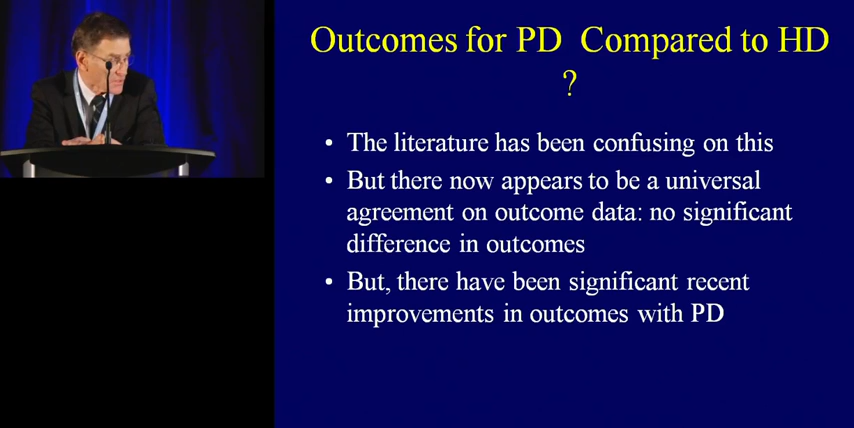 Outcomes for PD Compared to HD
?
• The literature has been confusing on this
• But there now appears to be a universal
agreement on outcome data: no significant
difference in outcomes
• But, there have been significant recent
improvements in outcomes with PD